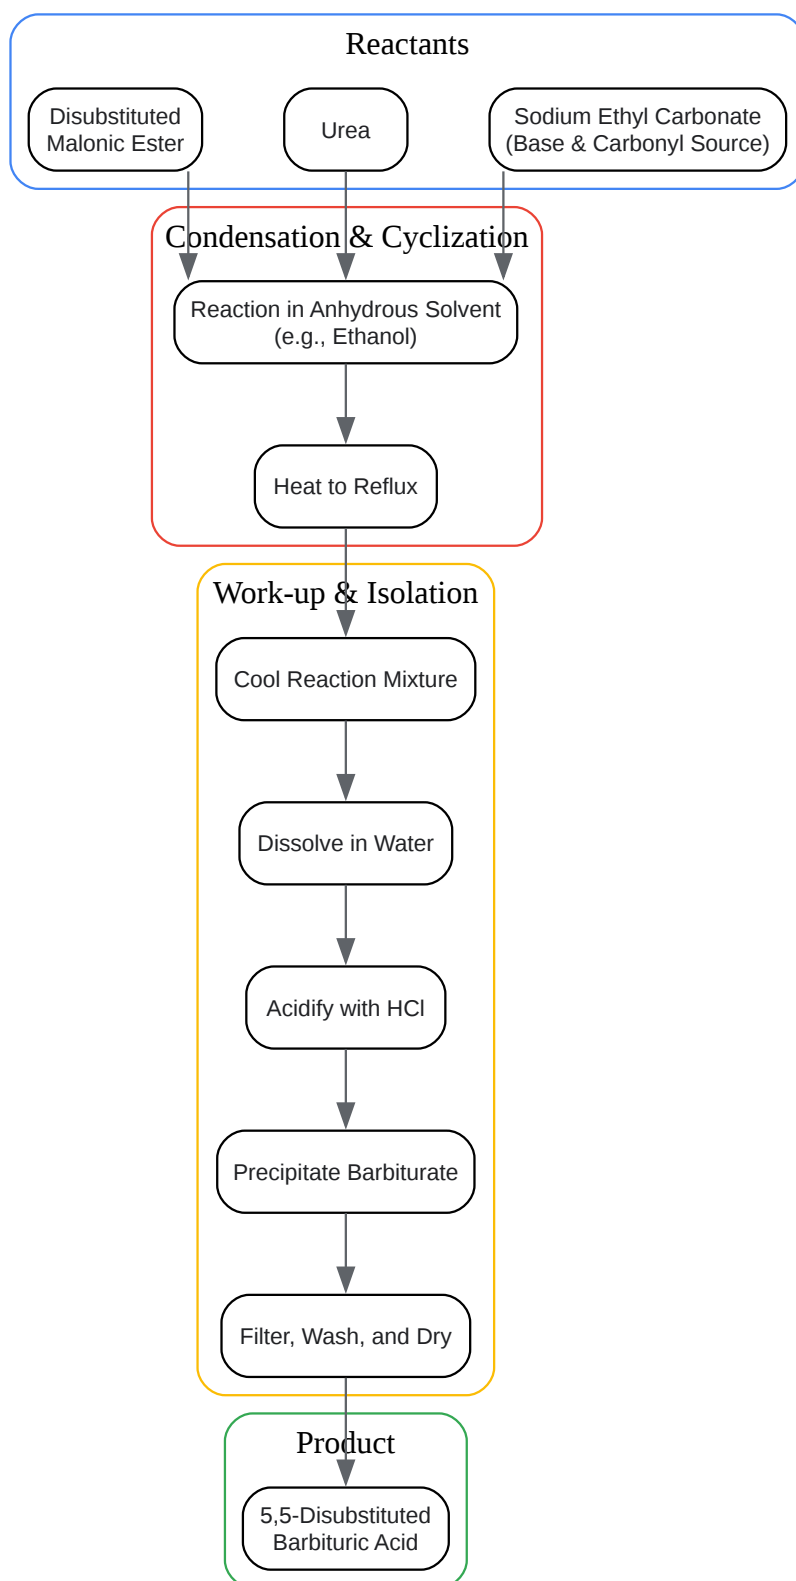 Reactants
Disubstituted
Malonic Ester
Urea
Sodium Ethyl Carbonate
(Base & Carbonyl Source)
Condensation & Cyclization
Reaction in Anhydrous Solvent
(e.g., Ethanol)
Heat to Reflux
Work-up & Isolation
Cool Reaction Mixture
Dissolve in Water
Acidify with HCl
Precipitate Barbiturate
Filter, Wash, and Dry
Product
5,5-Disubstituted
Barbituric Acid